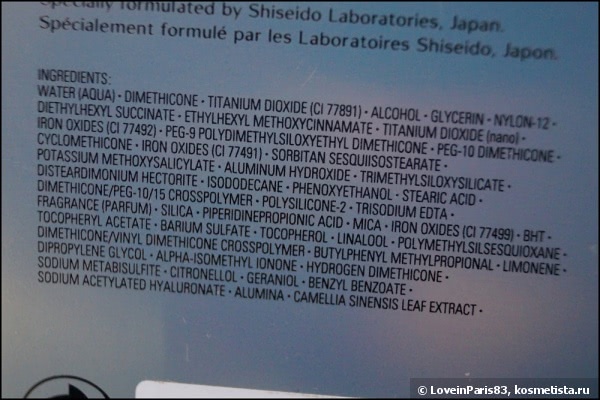 Specially formulated by Shiseido Laboratories, Japan.
Spécialement formulé par les Laboratoires Shiseido, Japon.
INGREDIENTS:
WATER (AQUA) · DIMETHICONE · TITANIUM DIOXIDE (CI 77891) · ALCOHOL · GLYCERIN · NYLON-12 ·
DIETHYLHEXYL SUCCINATE · ETHYLHEXYL METHOXYCINNAMATE · TITANIUM DIOXIDE (nano) ·
IRON OXIDES (CI 77492) · PEG-9 POLYDIMETHYLSILOXYETHYL DIMETHICONE · PEG-10 DIMETHICONE ·
CYCLOMETHICONE · IRON OXIDES (CI 77491) · SORBITAN SESQUIISOSTEARATE ·
POTASSIUM METHOXYSALICYLATE · ALUMINUM HYDROXIDE · TRIMETHYLSILOXYSILICATE ·
DISTEARDIMONIUM HECTORITE · ISODODECANE · PHENOXYETHANOL · STEARIC ACID ·
DIMETHICONE/PEG-10/15 CROSSPOLYMER · POLYSILICONE-2 · TRISODIUM EDTA ·
FRAGRANCE (PARFUM) · SILICA · PIPERIDINEPROPIONIC ACID · MICA · IRON OXIDES (CI 77499) · BHT ·
TOCOPHERYL ACETATE · BARIUM SULFATE · TOCOPHEROL · LINALOOL · POLYMETHYLSILSESQUIOXANE ·
DIMETHICONE/VINYL DIMETHICONE CROSSPOLYMER · BUTYLPHENYL METHYLPROPIONAL · LIMONENE ·
DIPROPYLENE GLYCOL · ALPHA-ISOMETHYL IONONE · HYDROGEN DIMETHICONE ·
SODIUM METABISULFITE · CITRONELLOL · GERANIOL · BENZYL BENZOATE ·
SODIUM ACETYLATED HYALURONATE · ALUMINA · CAMELLIA SINENSIS LEAF EXTRACT ·
© LoveinParis83, kosmetista.ru